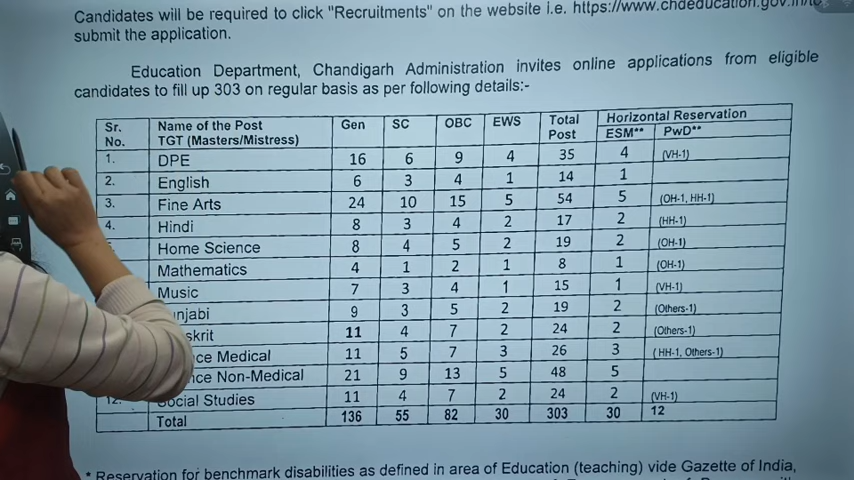 Candidates will be required to click "Recruitments" on the website i.e. https://www.chdeducation.gov.in/to
submit the application.
Education Department, Chandigarh Administration invites online applications from eligible
candidates to fill up 303 on regular basis as per following details:-
Sr. No. Name of the Post TGT (Masters/Mistress) Gen SC OBC EWS Total Post Horizontal Reservation ESM** PwD**
1. DPE 16 6 9 4 35 4 (VH-1)
2. English 6 3 4 1 14 1
3. Fine Arts 24 10 15 5 54 5 (OH-1, HH-1)
4. Hindi 8 3 4 2 17 2 (HH-1)
Home Science 8 4 5 2 19 2 (OH-1)
Mathematics 4 1 2 1 8 1 (OH-1)
Music 7 3 4 1 15 1 (VH-1)
njabi 9 3 5 2 19 2 (Others-1)
skrit 11 4 7 2 24 2 (Others-1)
ce Medical 11 5 7 3 26 3 ( HH-1, Others-1)
nce Non-Medical 21 9 13 5 48 5
12. Social Studies 11 4 7 2 24 2 (VH-1)
Total 136 55 82 30 303 30 12
* Reservation for benchmark disabilities as defined in area of Education (teaching) vide Gazette of India,